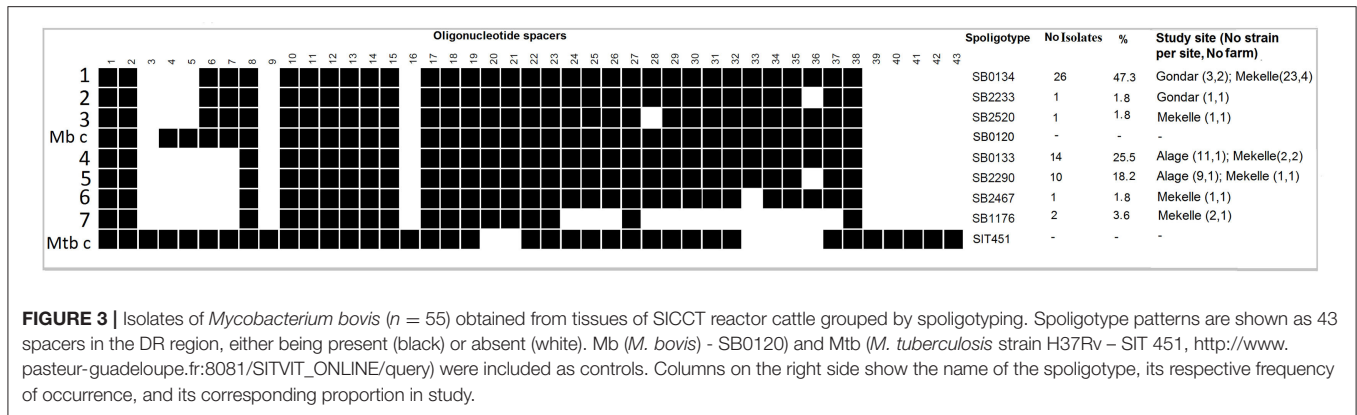 Oligonucleotide spacers
Spoligotype No Isolates % Study site (No strain per site, No farm)
1 2 3 4 5 6 7 8 9 10 11 12 13 14 15 16 17 18 19 20 21 22 23 24 25 26 27 28 29 30 31 32 33 34 35 36 37 38 39 40 41 42 43
1 SB0134 26 47.3 Gondar (3,2); Mekelle(23,4)
2 SB2233 1 1.8 Gondar (1,1)
3 SB2520 1 1.8 Mekelle (1,1)
Mb c SB0120 - - -
4 SB0133 14 25.5 Alage (11,1); Mekelle(2,2)
5 SB2290 10 18.2 Alage (9,1); Mekelle (1,1)
6 SB2467 1 1.8 Mekelle (1,1)
7 SB1176 2 3.6 Mekelle (2,1)
Mtb c SIT451 - - -
FIGURE 3 | Isolates of Mycobacterium bovis (n = 55) obtained from tissues of SICCT reactor cattle grouped by spoligotyping. Spoligotype patterns are shown as 43
spacers in the DR region, either being present (black) or absent (white). Mb (M. bovis) - SB0120) and Mtb (M. tuberculosis strain H37Rv – SIT 451, http://www.
pasteur-guadeloupe.fr:8081/SITVIT_ONLINE/query) were included as controls. Columns on the right side show the name of the spoligotype, its respective frequency
of occurrence, and its corresponding proportion in study.